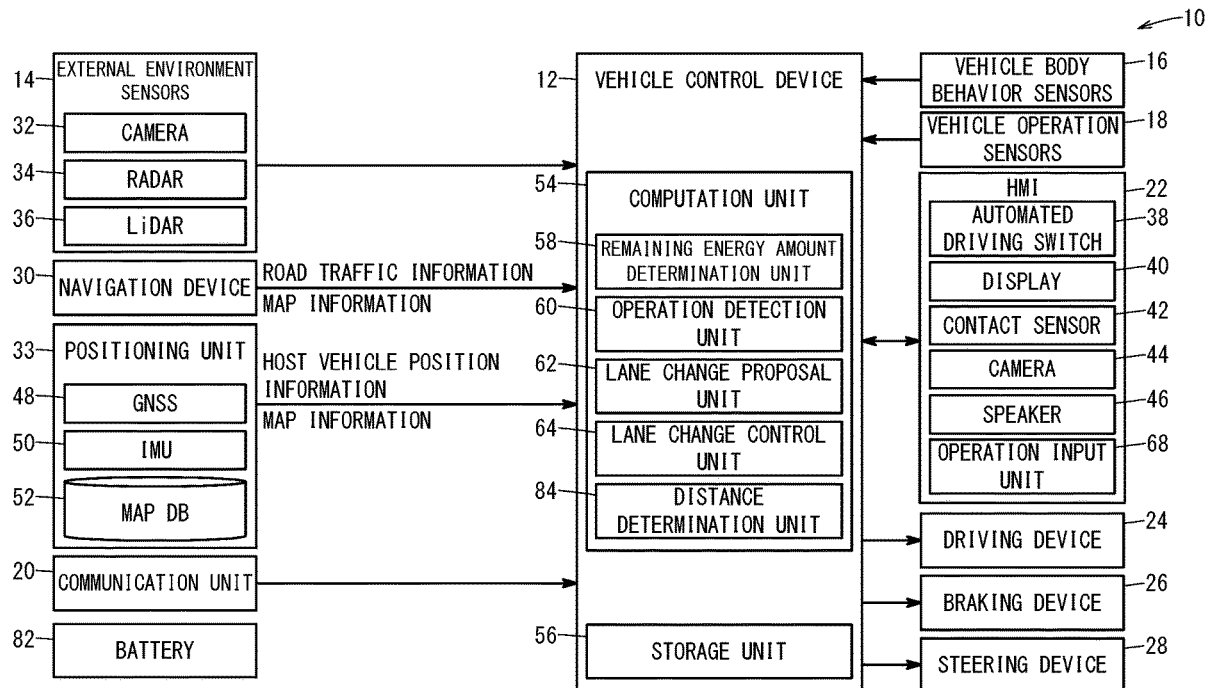 10
14
EXTERNAL ENVIRONMENT
SENSORS
32
CAMERA
34
RADAR
36
LiDAR
30
NAVIGATION DEVICE
ROAD TRAFFIC INFORMATION
MAP INFORMATION
33
POSITIONING UNIT
HOST VEHICLE POSITION
INFORMATION
MAP INFORMATION
48
GNSS
50
IMU
52
MAP DB
20
COMMUNICATION UNIT
82
BATTERY
12
VEHICLE CONTROL DEVICE
54
COMPUTATION UNIT
58
REMAINING ENERGY AMOUNT
DETERMINATION UNIT
60
OPERATION DETECTION
UNIT
62
LANE CHANGE PROPOSAL
UNIT
64
LANE CHANGE CONTROL
UNIT
84
DISTANCE
DETERMINATION UNIT
56
STORAGE UNIT
VEHICLE BODY
BEHAVIOR SENSORS
16
VEHICLE OPERATION
SENSORS
18
HMI
22
AUTOMATED
DRIVING SWITCH
38
DISPLAY
40
CONTACT SENSOR
42
CAMERA
44
SPEAKER
46
OPERATION INPUT
UNIT
68
DRIVING DEVICE
24
BRAKING DEVICE
26
STEERING DEVICE
28